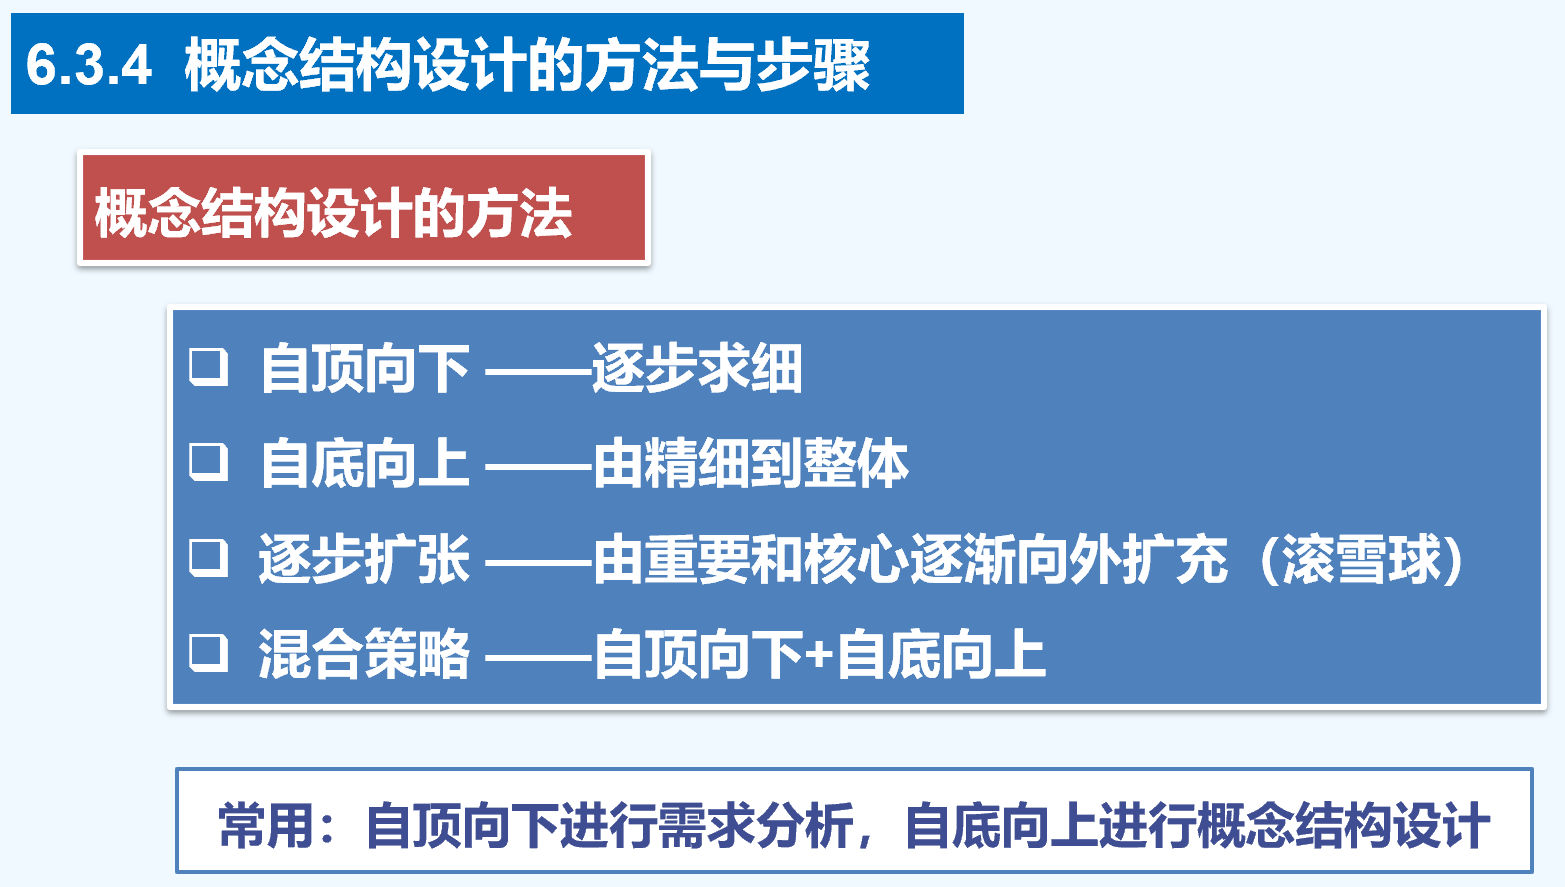 6.3.4 概念结构设计的方法与步骤
概念结构设计的方法
❑ 自顶向下 ——逐步求细
❑ 自底向上 ——由精细到整体
❑ 逐步扩张 ——由重要和核心逐渐向外扩充（滚雪球）
❑ 混合策略 ——自顶向下+自底向上
常用：自顶向下进行需求分析，自底向上进行概念结构设计